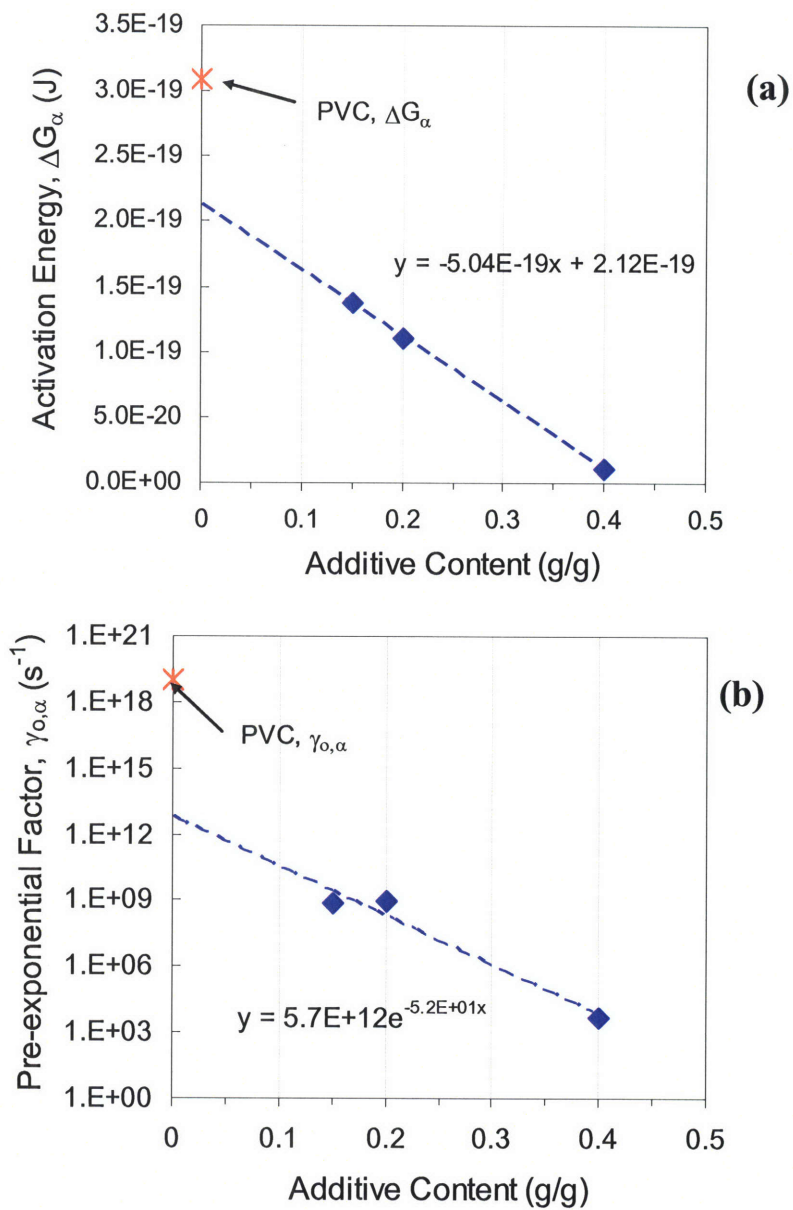 3.5E-19
3.0E-19
2.5E-19
2.0E-19
1.5E-19
1.0E-19
5.0E-20
0.0E+00
Activation Energy, ΔGα (J)
(a)
PVC, ΔGα
y = -5.04E-19x + 2.12E-19
0 0.1 0.2 0.3 0.4 0.5
Additive Content (g/g)
1.E+21
1.E+18
1.E+15
1.E+12
1.E+09
1.E+06
1.E+03
1.E+00
Pre-exponential Factor, γo,α (s⁻¹)
(b)
PVC, γo,α
y = 5.7E+12e^-5.2E+01x
0 0.1 0.2 0.3 0.4 0.5
Additive Content (g/g)